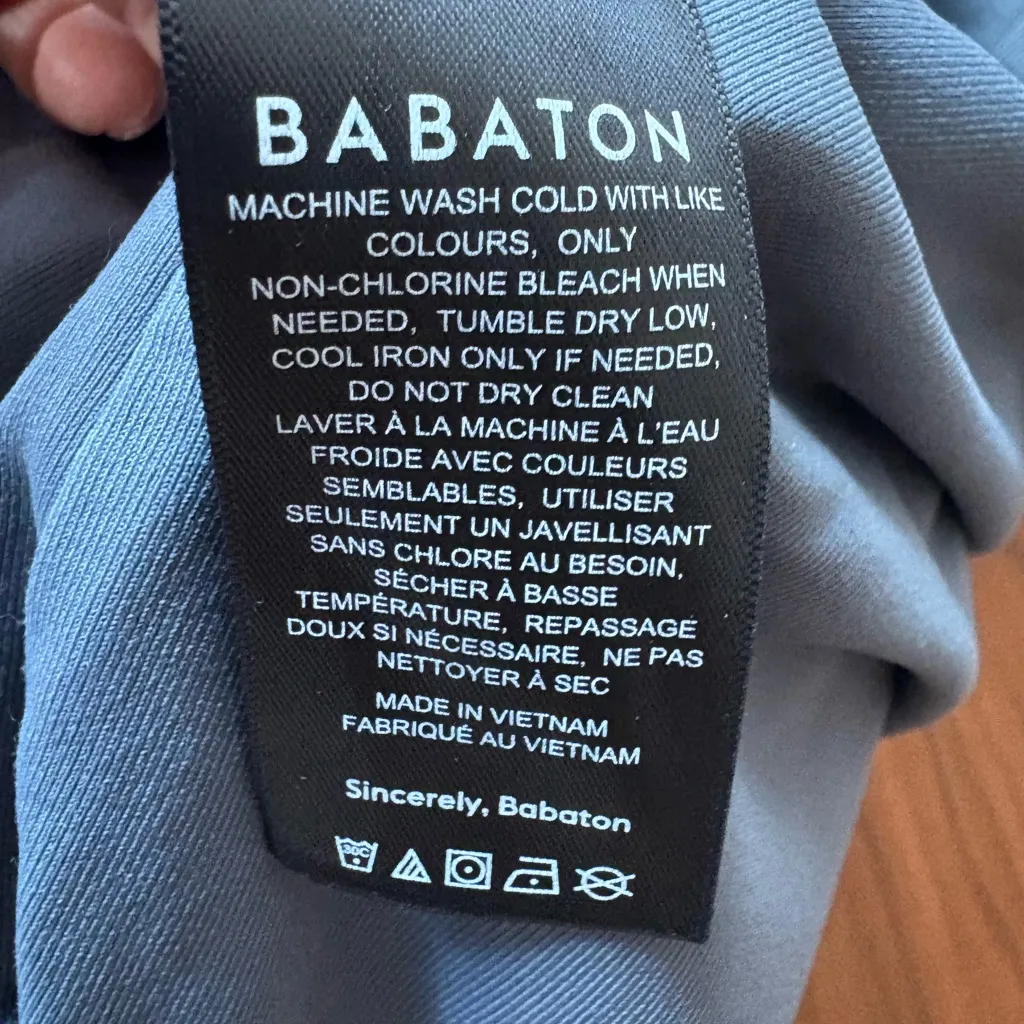 BABATON
MACHINE WASH COLD WITH LIKE
COLOURS, ONLY
NON-CHLORINE BLEACH WHEN
NEEDED, TUMBLE DRY LOW,
COOL IRON ONLY IF NEEDED,
DO NOT DRY CLEAN
LAVER À LA MACHINE À L'EAU
FROIDE AVEC COULEURS
SEMBLABLES, UTILISER
SEULEMENT UN JAVELLISANT
SANS CHLORE AU BESOIN,
SÉCHER À BASSE
TEMPÉRATURE, REPASSAGE
DOUX SI NÉCESSAIRE, NE PAS
NETTOYER À SEC
MADE IN VIETNAM
FABRIQUÉ AU VIETNAM
Sincerely, Babaton
30C